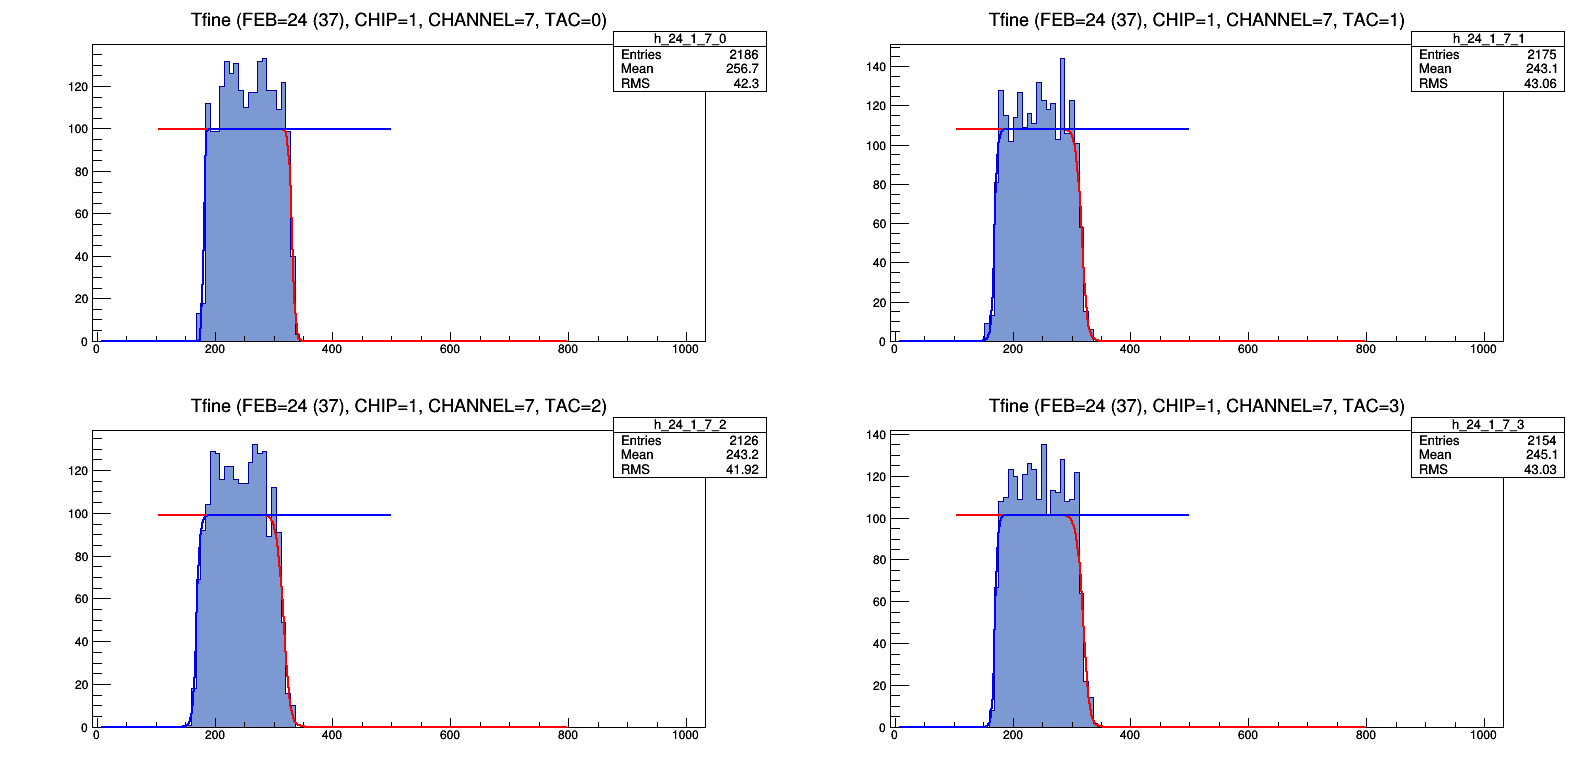 Tfine (FEB=24 (37), CHIP=1, CHANNEL=7, TAC=0)
h_24_1_7_0
Entries 2186
Mean 256.7
RMS 42.3
120
100
80
60
40
20
0
0 200 400 600 800 1000
Tfine (FEB=24 (37), CHIP=1, CHANNEL=7, TAC=1)
h_24_1_7_1
Entries 2175
Mean 243.1
RMS 43.06
140
120
100
80
60
40
20
0
0 200 400 600 800 1000
Tfine (FEB=24 (37), CHIP=1, CHANNEL=7, TAC=2)
h_24_1_7_2
Entries 2126
Mean 243.2
RMS 41.92
120
100
80
60
40
20
0
0 200 400 600 800 1000
Tfine (FEB=24 (37), CHIP=1, CHANNEL=7, TAC=3)
h_24_1_7_3
Entries 2154
Mean 245.1
RMS 43.03
140
120
100
80
60
40
20
0
0 200 400 600 800 1000